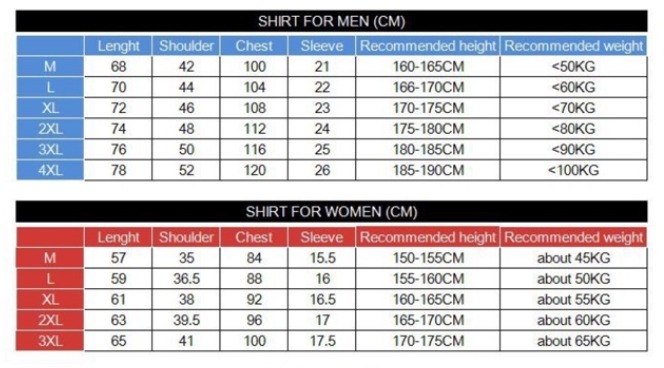 SHIRT FOR MEN (CM)
Lenght Shoulder Chest Sleeve Recommended height Recommended weight
M 68 42 100 21 160-165CM <50KG
L 70 44 104 22 166-170CM <60KG
XL 72 46 108 23 170-175CM <70KG
2XL 74 48 112 24 175-180CM <80KG
3XL 76 50 116 25 180-185CM <90KG
4XL 78 52 120 26 185-190CM <100KG
SHIRT FOR WOMEN (CM)
Lenght Shoulder Chest Sleeve Recommended height Recommended weight
M 57 35 84 15.5 150-155CM about 45KG
L 59 36.5 88 16 155-160CM about 50KG
XL 61 38 92 16.5 160-165CM about 55KG
2XL 63 39.5 96 17 165-170CM about 60KG
3XL 65 41 100 17.5 170-175CM about 65KG